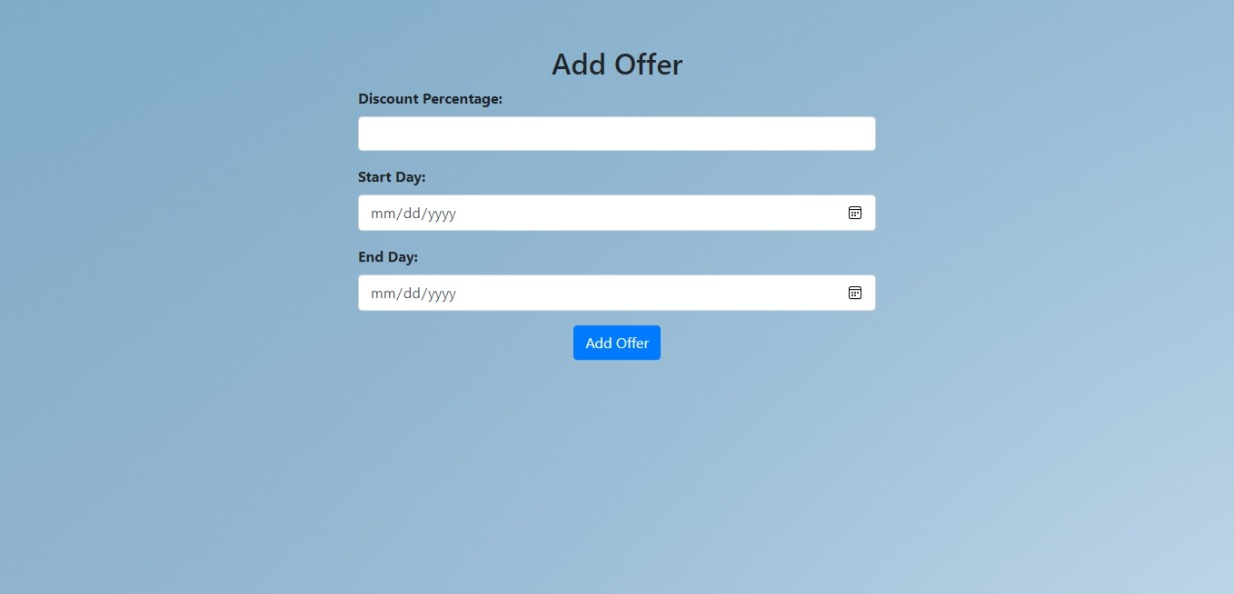 Add Offer
Discount Percentage:
Start Day:
mm/dd/yyyy
End Day:
mm/dd/yyyy
Add Offer